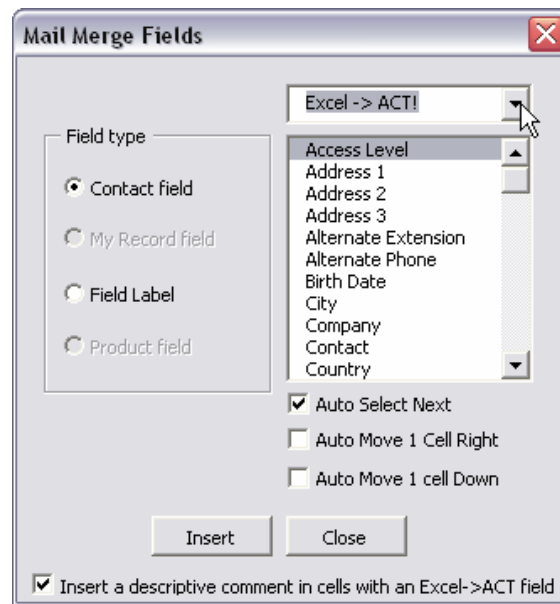 Mail Merge Fields
Excel -> ACT!
Field type
Contact field
My Record field
Field Label
Product field
Access Level
Address 1
Address 2
Address 3
Alternate Extension
Alternate Phone
Birth Date
City
Company
Contact
Country
Auto Select Next
Auto Move 1 Cell Right
Auto Move 1 cell Down
Insert
Close
Insert a descriptive comment in cells with an Excel->ACT field